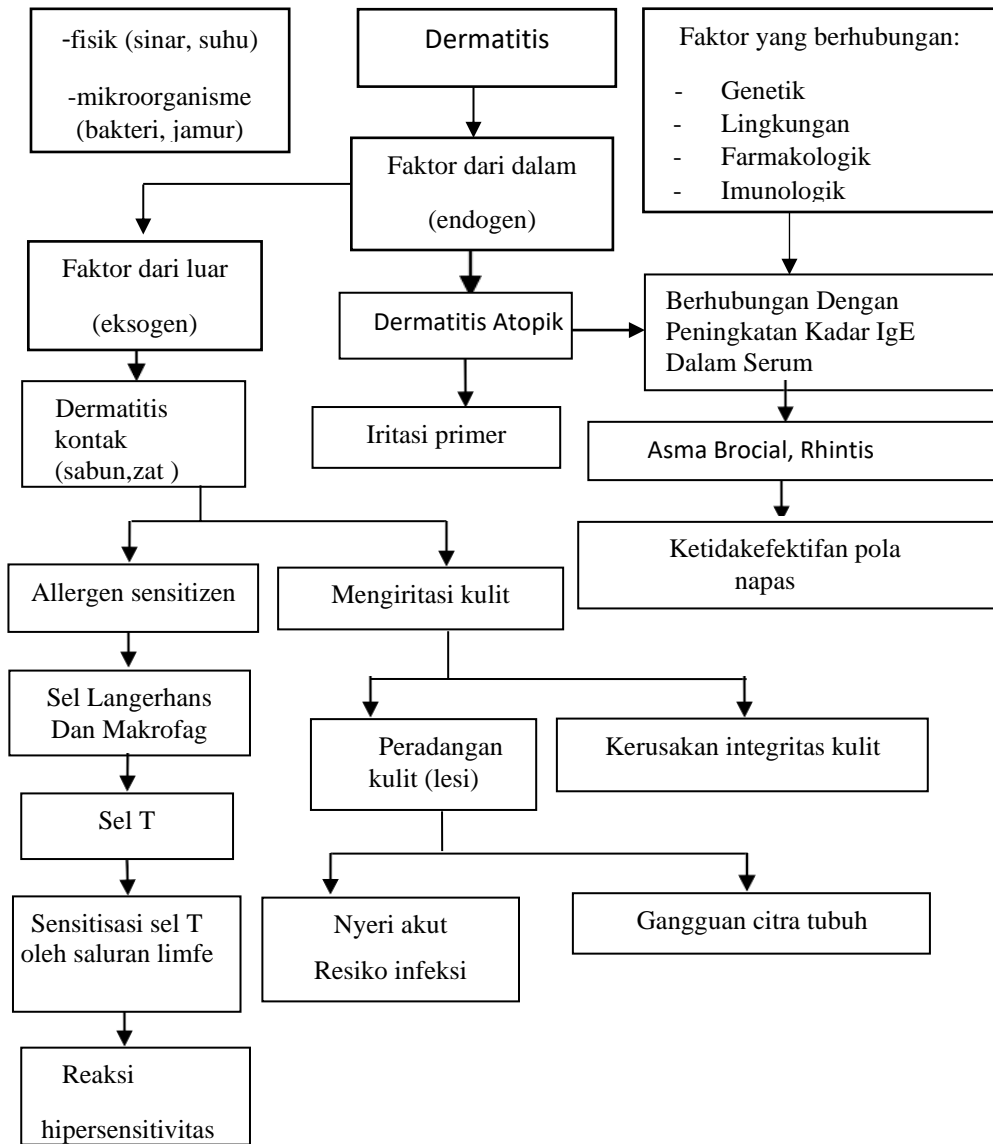 -fisik (sinar, suhu)
-mikroorganisme
(bakteri, jamur)
Dermatitis
Faktor yang berhubungan:
- Genetik
- Lingkungan
- Farmakologik
- Imunologik
Faktor dari dalam
(endogen)
Faktor dari luar
(eksogen)
Dermatitis Atopik
Berhubungan Dengan
Peningkatan Kadar IgE
Dalam Serum
Dermatitis
kontak
(sabun,zat )
Iritasi primer
Asma Brocial, Rhintis
Ketidakefektifan pola
napas
Allergen sensitizen
Mengiritasi kulit
Sel Langerhans
Dan Makrofag
Peradangan
kulit (lesi)
Kerusakan integritas kulit
Sel T
Sensitisasi sel T
oleh saluran limfe
Nyeri akut
Resiko infeksi
Gangguan citra tubuh
Reaksi
hipersensitivitas